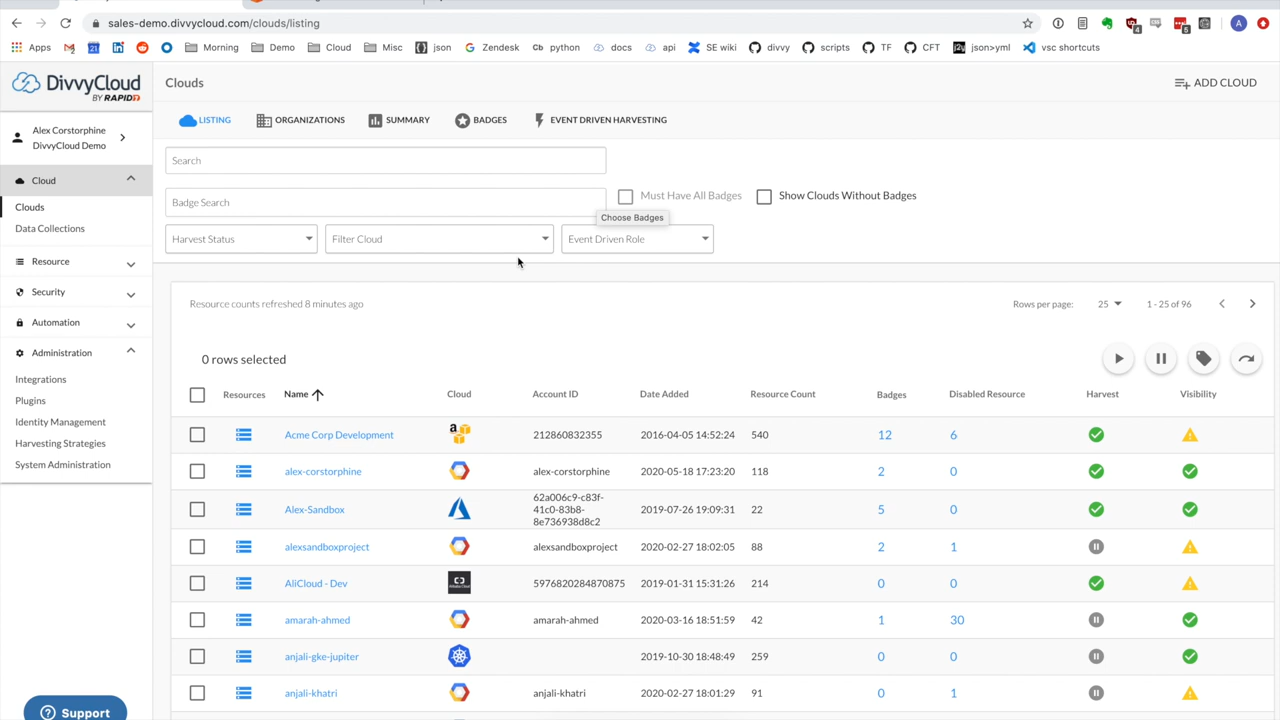 sales-demo.divvycloud.com/clouds/listing
4
5
A
Apps
21
Morning
Demo
Cloud
Misc
json
Zendesk
Cb python
docs
api
SE wiki
divvy
scripts
TF
CFT
json>yml
vsc shortcuts
DivvyCloud
BY RAPID7
Clouds
ADD CLOUD
Alex Corstorphine
DivvyCloud Demo
LISTING
ORGANIZATIONS
SUMMARY
BADGES
EVENT DRIVEN HARVESTING
Cloud
Clouds
Data Collections
Resource
Security
Automation
Administration
Integrations
Plugins
Identity Management
Harvesting Strategies
System Administration
Support
Search
Badge Search
Must Have All Badges
Show Clouds Without Badges
Choose Badges
Harvest Status
Filter Cloud
Event Driven Role
Resource counts refreshed 8 minutes ago
Rows per page: 25 1 - 25 of 96
0 rows selected
Resources Name Cloud Account ID Date Added Resource Count Badges Disabled Resource Harvest Visibility
Acme Corp Development 212860832355 2016-04-05 14:52:24 540 12 6
alex-corstorphine alex-corstorphine 2020-05-18 17:23:20 118 2 0
Alex-Sandbox 62a006c9-c83f-
41c0-83b8-
8e736938d8c2 2019-07-26 19:09:31 22 5 0
alexsandboxproject alexsandboxproject 2020-02-27 18:02:05 88 2 1
AliCloud - Dev 5976820284870875 2019-01-31 15:31:26 214 0 0
amarah-ahmed amarah-ahmed 2020-03-16 18:51:59 42 1 30
anjali-gke-jupiter 2019-10-30 18:48:49 259 0 0
anjali-khatri anjali-khatri 2020-02-27 18:01:29 91 0 1